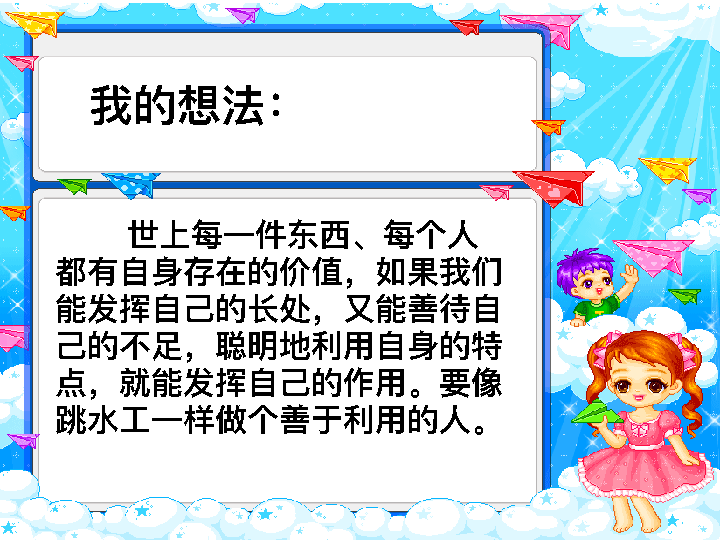 我的想法：
世上每一件东西、每个人
都有自身存在的价值，如果我们
能发挥自己的长处，又能善待自
己的不足，聪明地利用自身的特
点，就能发挥自己的作用。要像
跳水工一样做个善于利用的人。